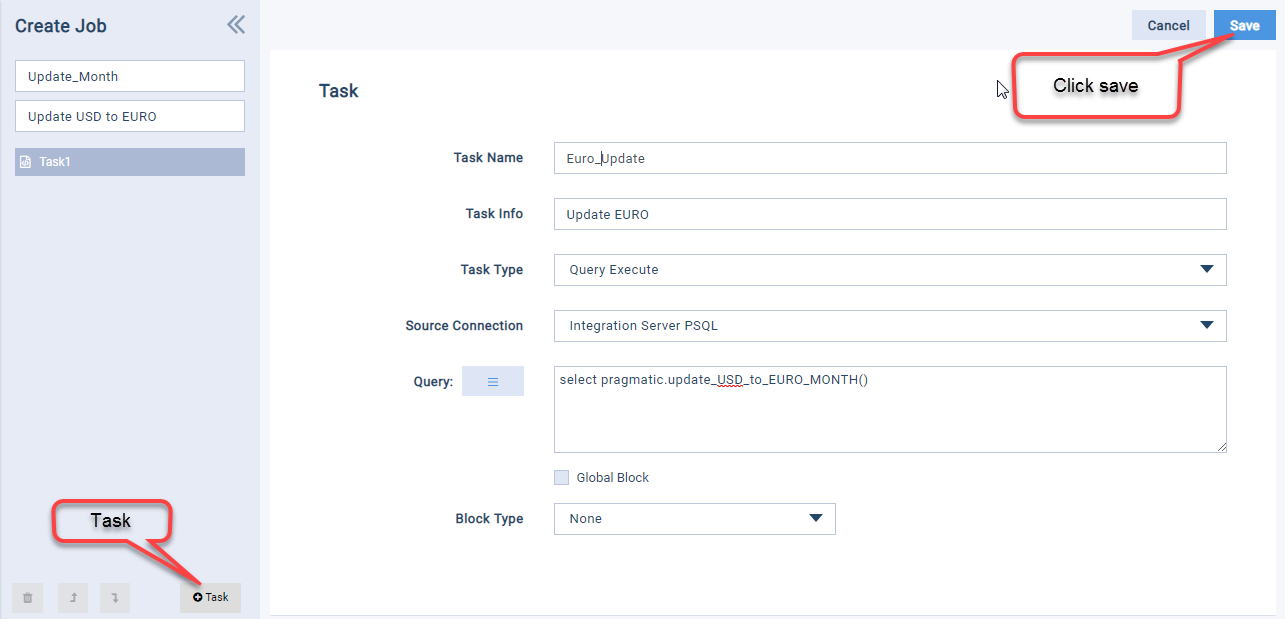 Create Job
Update_Month
Update USD to EURO
Task1
Task
Task
Cancel
Save
Click save
Task
Task Name
Euro_Update
Task Info
Update EURO
Task Type
Query Execute
Source Connection
Integration Server PSQL
Query:
select pragmatic.update_USD_to_EURO_MONTH()
Global Block
Block Type
None